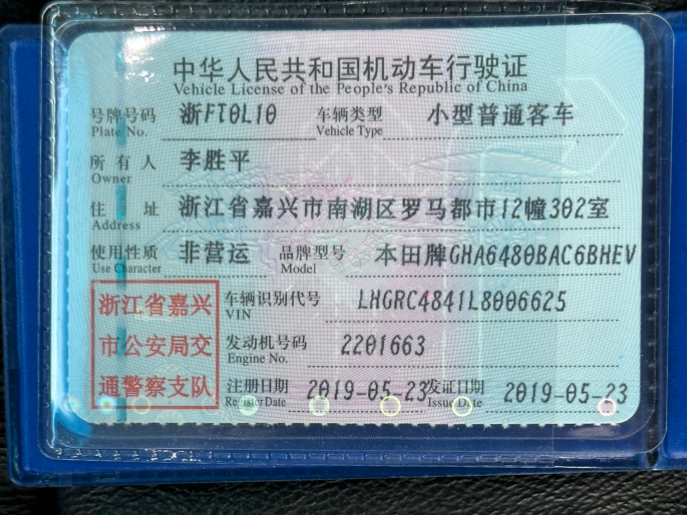 中华人民共和国机动车行驶证
Vehicle License of the People's Republic of China
号牌号码 浙FT0L10 车辆类型 小型普通客车
Plate No. Vehicle Type
所有人 李胜平
Owner
住址 浙江省嘉兴市南湖区罗马都市12幢302室
Address
使用性质 非营运 品牌型号 本田牌GHA6480BAC6BHEV
Use Character Model
浙江省嘉兴 车辆识别代号 LHGRC4841L8006625
VIN
市公安局交 发动机号码 2201663
Engine No.
通警察支队 注册日期 2019-05-23 发证日期 2019-05-23
Register Date Issue Date